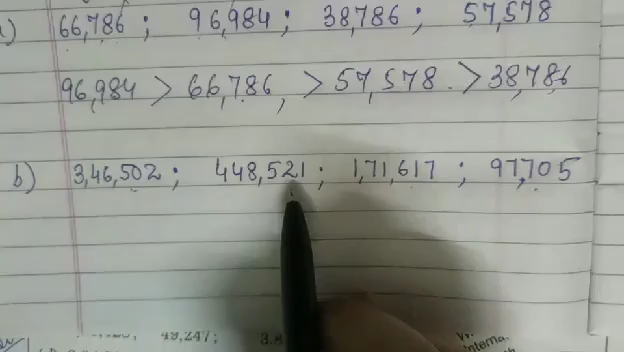 66,786 ; 96,984 ; 38,786 ; 57,578
96,984 > 66,786, > 57,578 > 38,786
b) 3,46,502 ; 448,521 ; 1,71,617 ; 97,705
49,247;